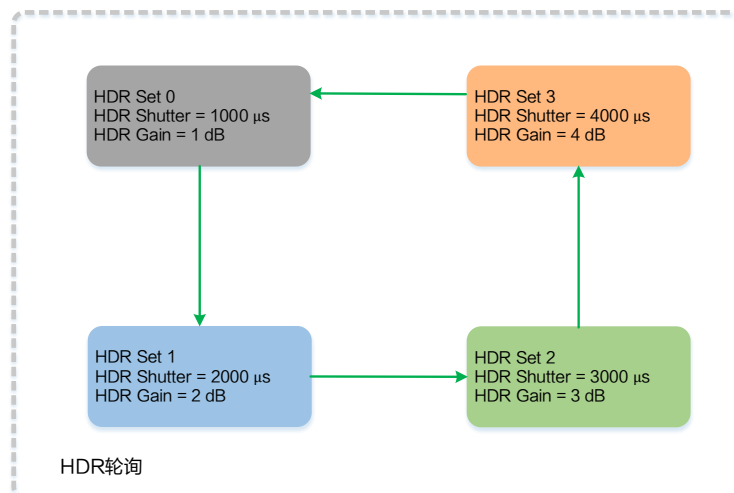 HDR Set 0
HDR Shutter = 1000 μs
HDR Gain = 1 dB
HDR Set 3
HDR Shutter = 4000 μs
HDR Gain = 4 dB
HDR Set 1
HDR Shutter = 2000 μs
HDR Gain = 2 dB
HDR Set 2
HDR Shutter = 3000 μs
HDR Gain = 3 dB
HDR轮询